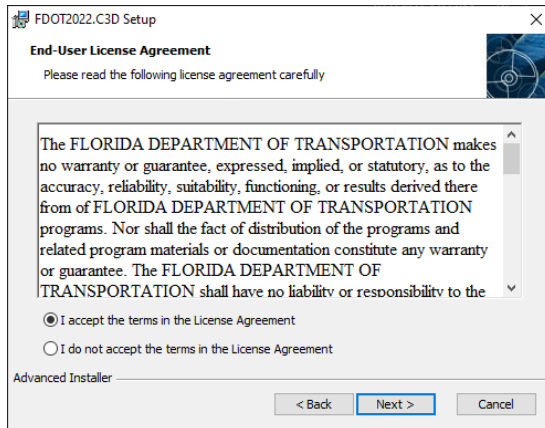 FDOT2022.C3D Setup
End-User License Agreement
Please read the following license agreement carefully
The FLORIDA DEPARTMENT OF TRANSPORTATION makes
no warranty or guarantee, expressed, implied, or statutory, as to the
accuracy, reliability, suitability, functioning, or results derived there
from of FLORIDA DEPARTMENT OF TRANSPORTATION
programs. Nor shall the fact of distribution of the programs and
related program materials or documentation constitute any warranty
or guarantee. The FLORIDA DEPARTMENT OF
TRANSPORTATION shall have no liability or responsibility to the
I accept the terms in the License Agreement
I do not accept the terms in the License Agreement
Advanced Installer
< Back Next > Cancel